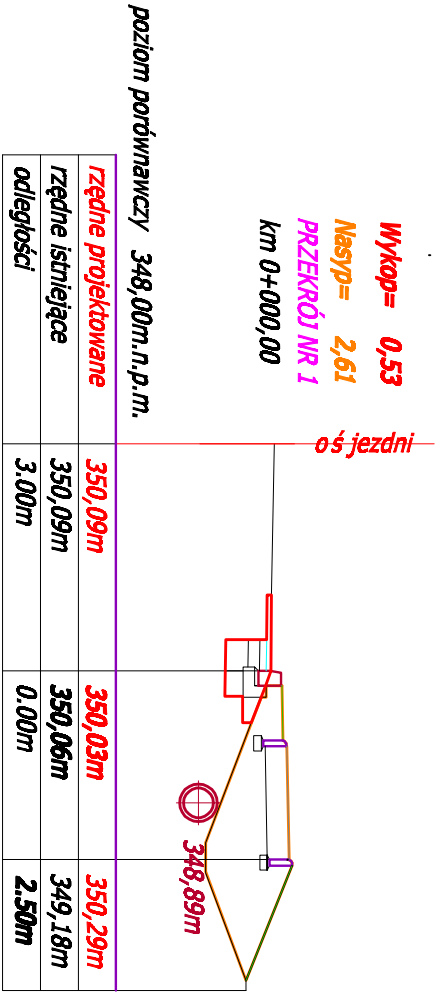 Wykop= 0,53
Nasyp= 2,61
PRZEKRÓJ NR 1
km 0+000,00
oś jezdni
348,89m
poziom porównawczy 348,00m.n.p.m.
rzędne projektowane 350,09m 350,03m 350,29m
rzędne istniejące 350,09m 350,06m 349,18m
odległości 3.00m 0.00m 2.50m